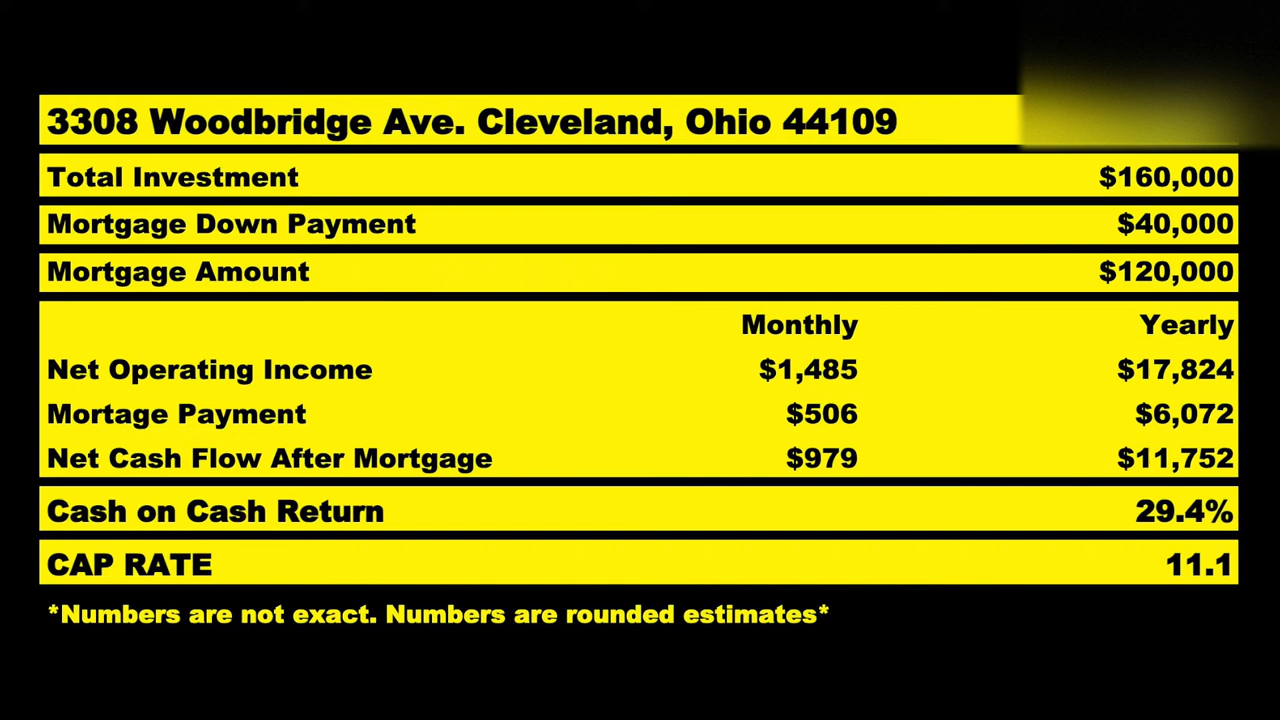 3308 Woodbridge Ave. Cleveland, Ohio 44109
Total Investment $160,000
Mortgage Down Payment $40,000
Mortgage Amount $120,000
Monthly Yearly
Net Operating Income $1,485 $17,824
Mortage Payment $506 $6,072
Net Cash Flow After Mortgage $979 $11,752
Cash on Cash Return 29.4%
CAP RATE 11.1
*Numbers are not exact. Numbers are rounded estimates*